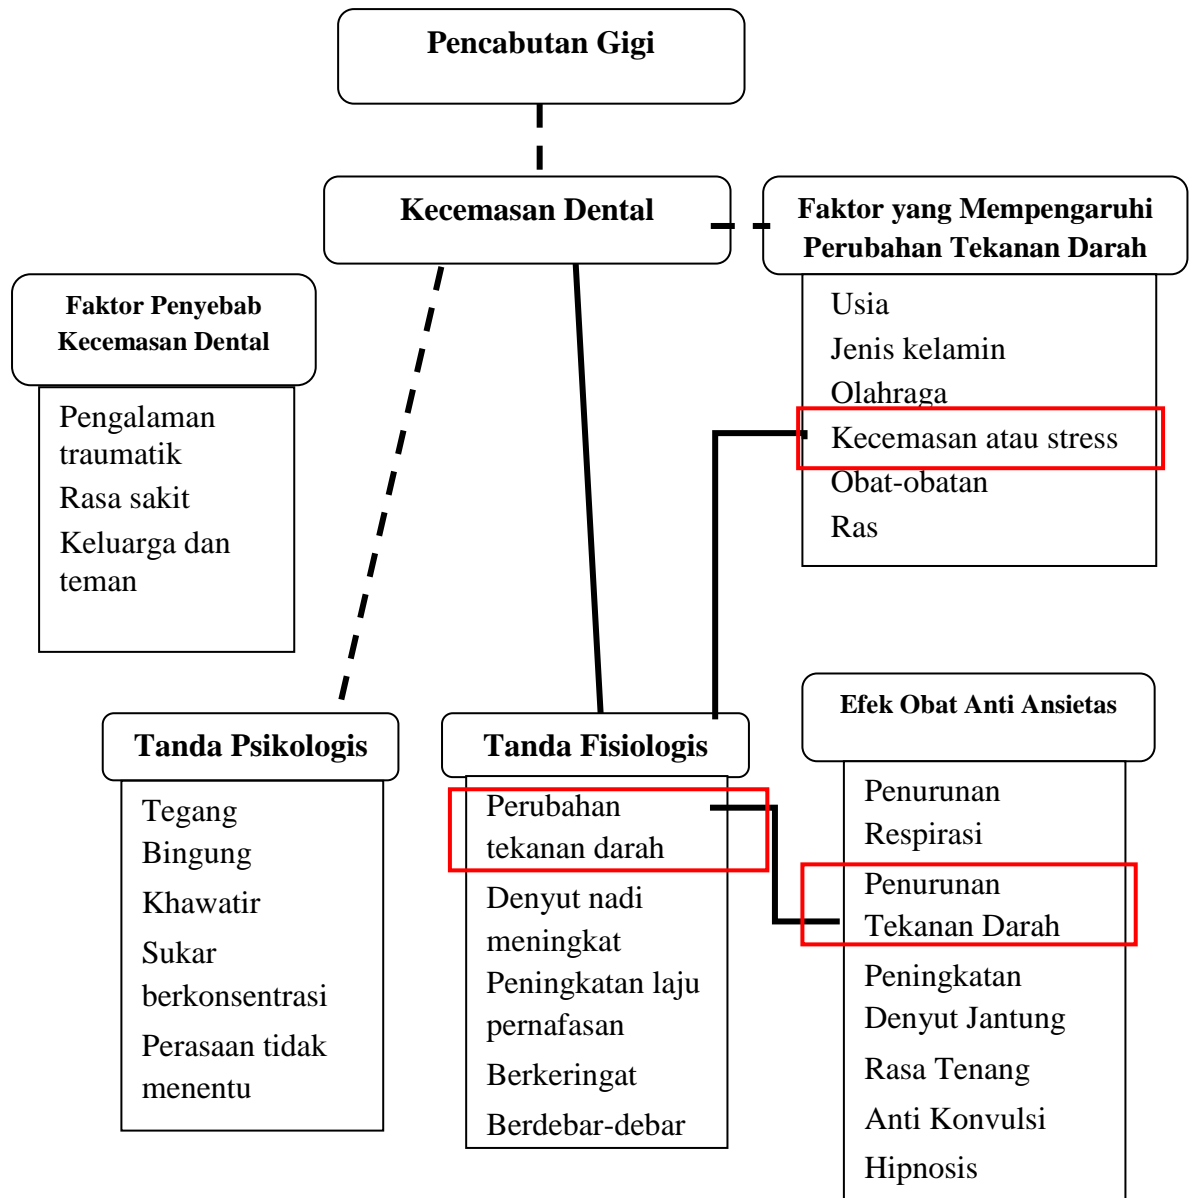 Pencabutan Gigi
Kecemasan Dental
Faktor yang Mempengaruhi
Perubahan Tekanan Darah
Usia
Jenis kelamin
Olahraga
Kecemasan atau stress
Obat-obatan
Ras
Faktor Penyebab
Kecemasan Dental
Pengalaman
traumatik
Rasa sakit
Keluarga dan
teman
Tanda Psikologis
Tegang
Bingung
Khawatir
Sukar
berkonsentrasi
Perasaan tidak
menentu
Tanda Fisiologis
Perubahan
tekanan darah
Denyut nadi
meningkat
Peningkatan laju
pernafasan
Berkeringat
Berdebar-debar
Efek Obat Anti Ansietas
Penurunan
Respirasi
Penurunan
Tekanan Darah
Peningkatan
Denyut Jantung
Rasa Tenang
Anti Konvulsi
Hipnosis